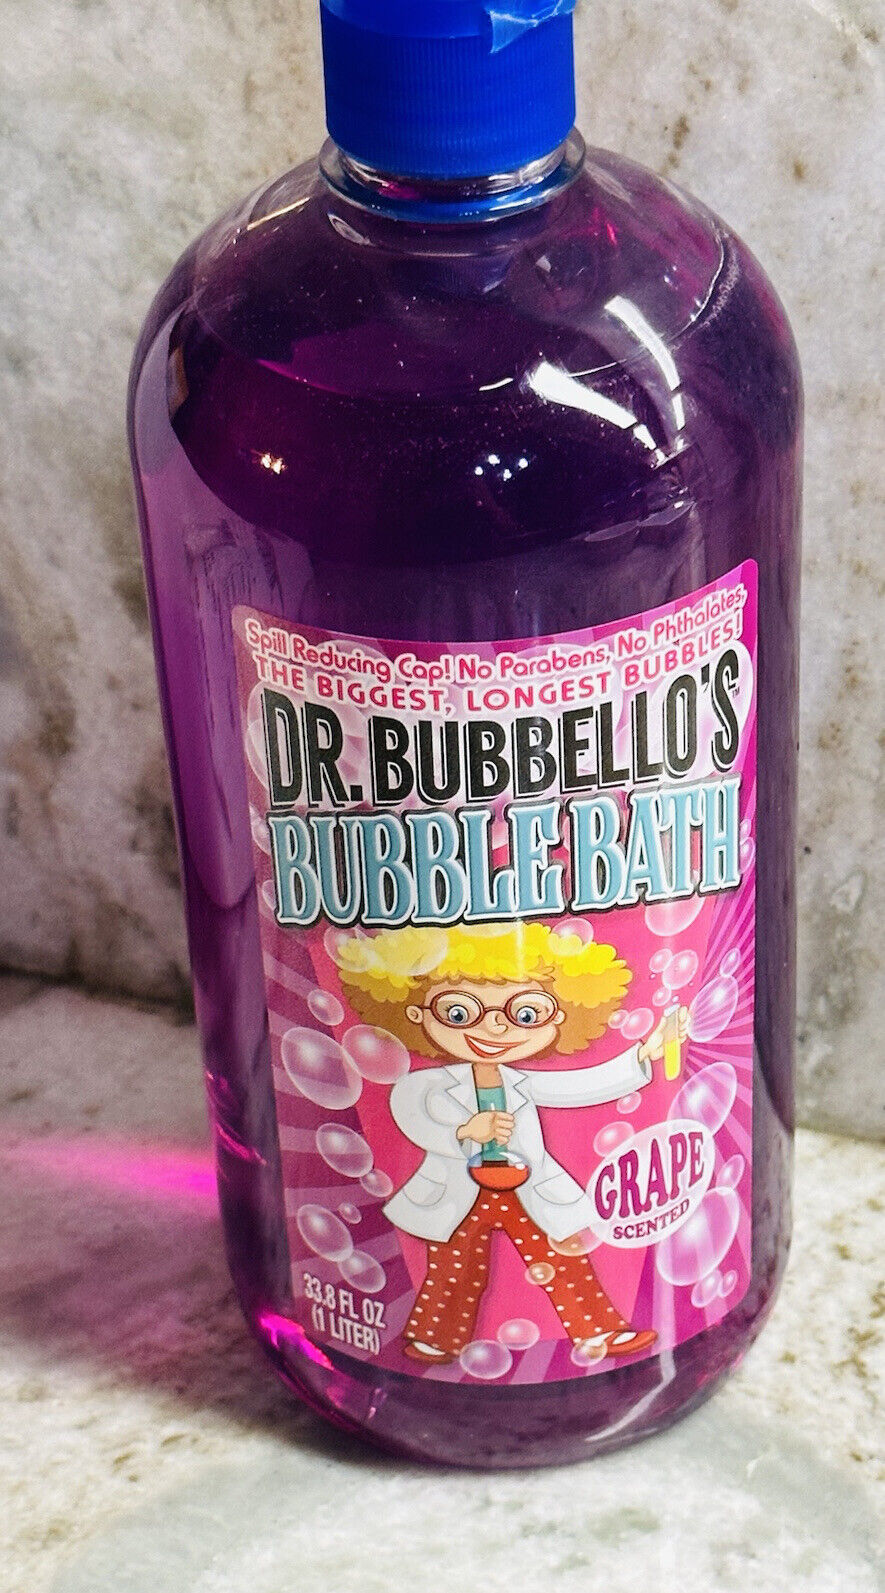 Spill Reducing Cap! No Parabens, No Phthalates,
THE BIGGEST, LONGEST BUBBLES!
DR. BUBBELLO'S™
BUBBLE BATH
GRAPE
SCENTED
33.8 FL OZ
(1 LITER)